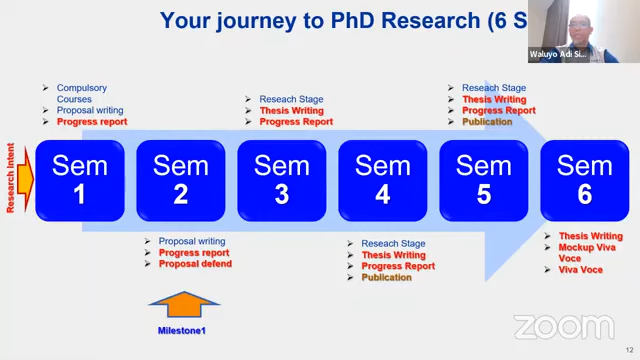 Your journey to PhD Research (6 S
Waluyo Adi Si...
Compulsory
Courses
Proposal writing
Progress report
Reseach Stage
Thesis Writing
Progress Report
Reseach Stage
Thesis Writing
Progress Report
Publication
Research Intent
Sem
1
Sem
2
Sem
3
Sem
4
Sem
5
Sem
6
Proposal writing
Progress report
Proposal defend
Reseach Stage
Thesis Writing
Progress Report
Publication
Thesis Writing
Mockup Viva
Voce
Viva Voce
Milestone1
zoom
12